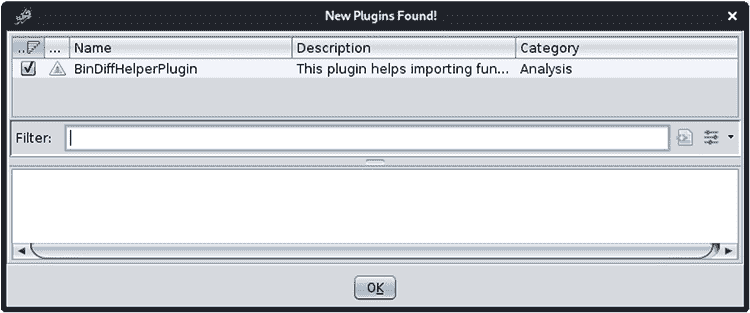 New Plugins Found!
.. ... Name Description Category
BinDiffHelperPlugin This plugin helps importing fun... Analysis
Filter:
OK